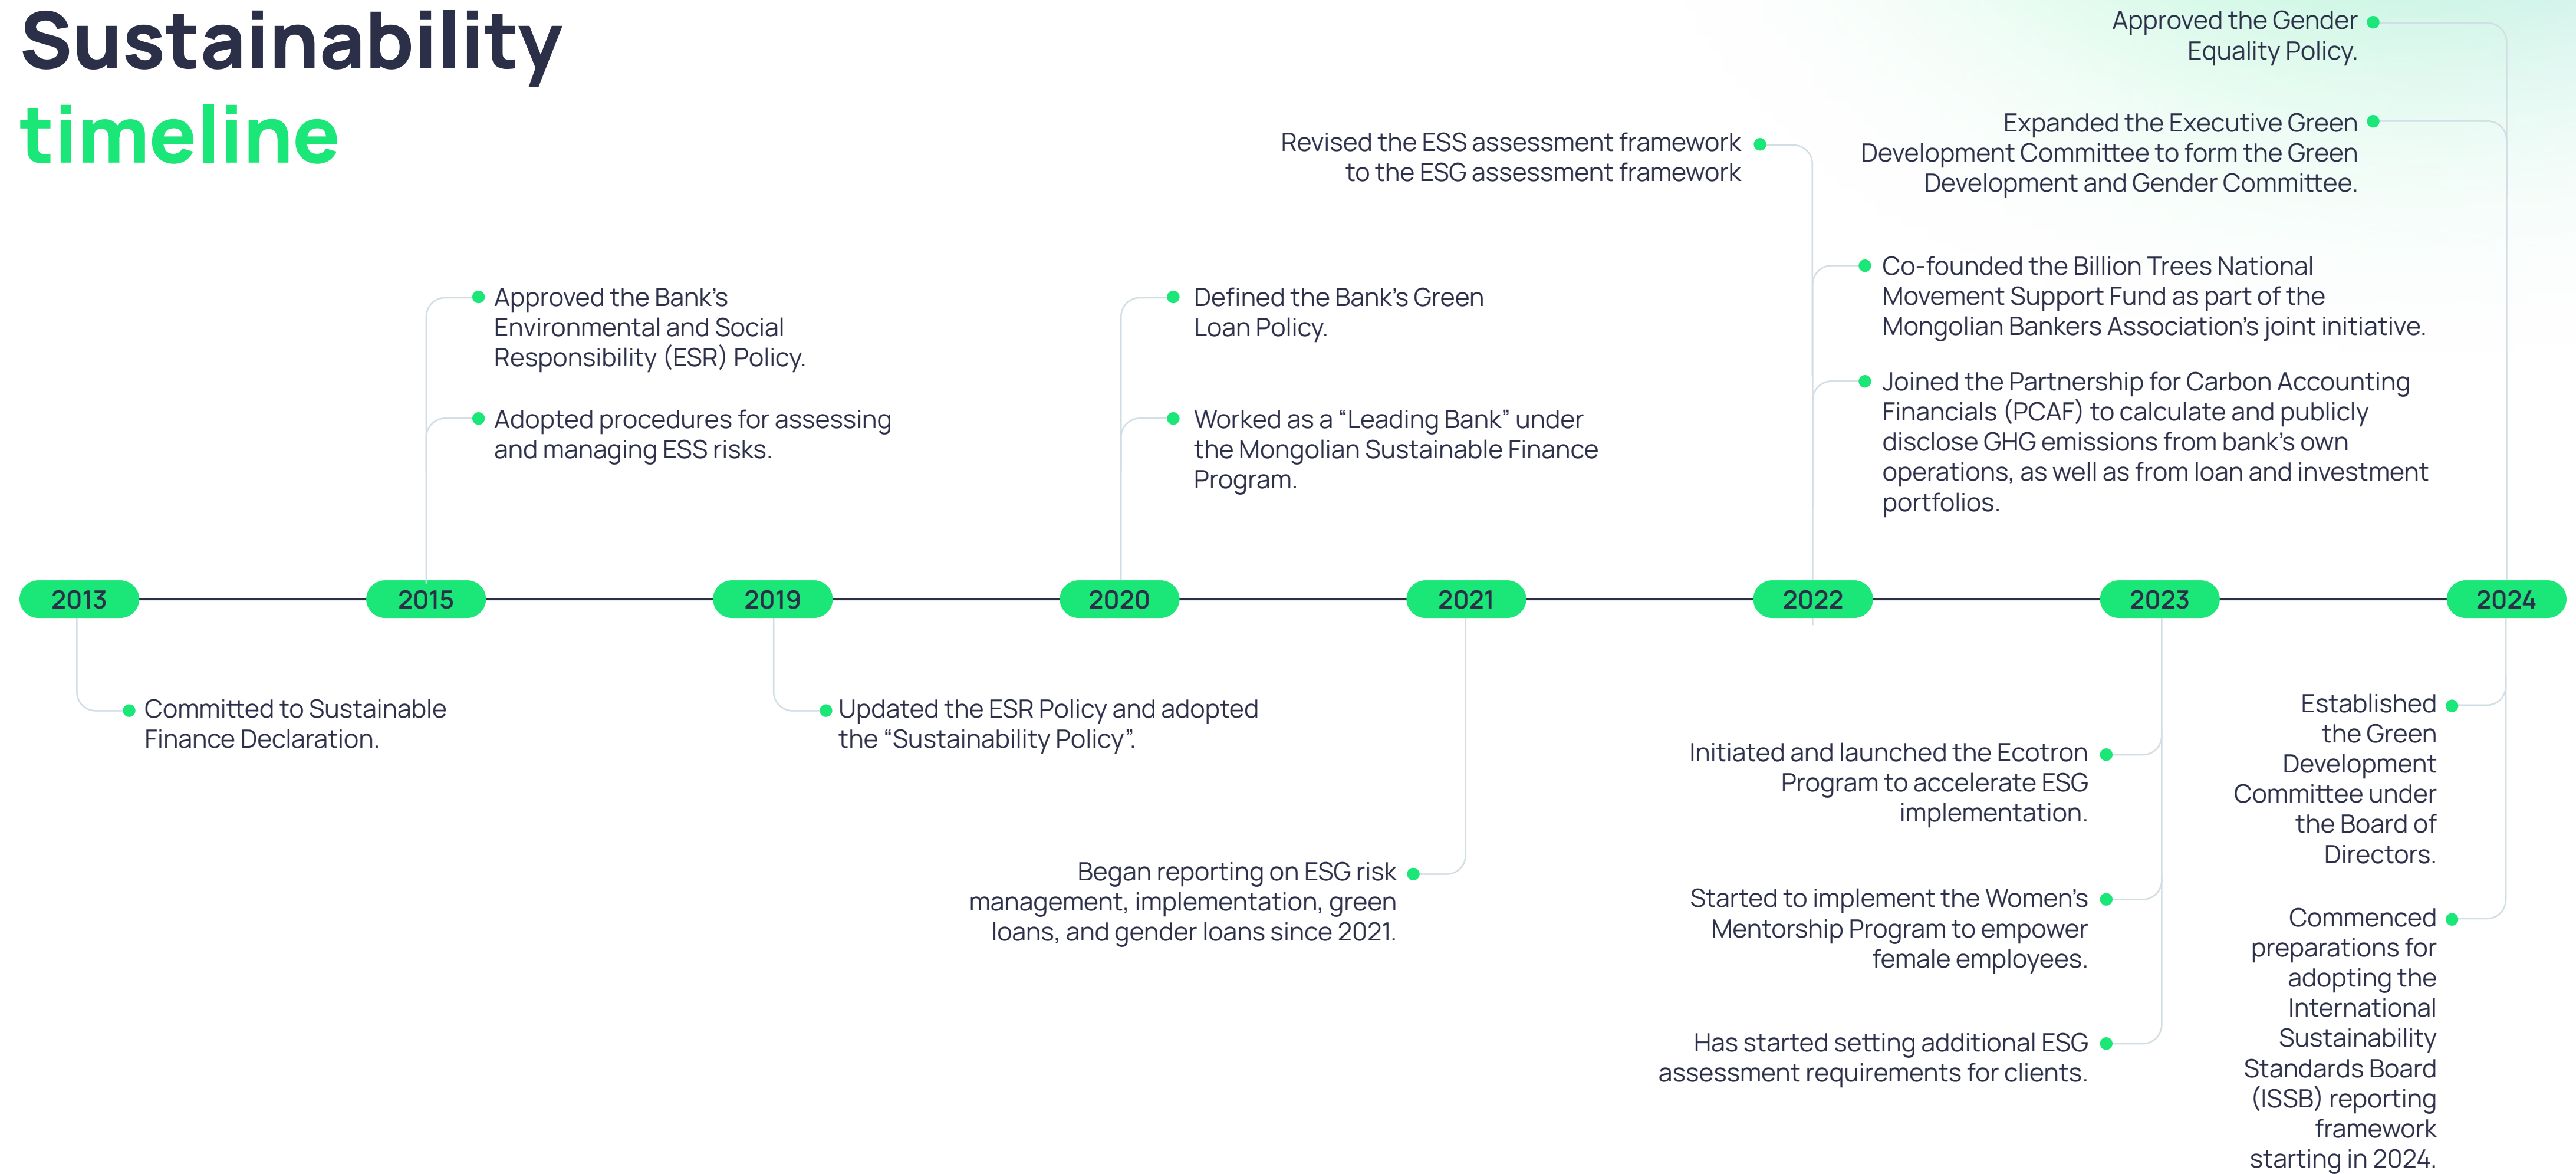 Sustainability
timeline
Approved the Gender
Equality Policy.
Expanded the Executive Green
Development Committee to form the Green
Development and Gender Committee.
Revised the ESS assessment framework
to the ESG assessment framework
Co-founded the Billion Trees National
Movement Support Fund as part of the
Mongolian Bankers Association’s joint initiative.
Joined the Partnership for Carbon Accounting
Financials (PCAF) to calculate and publicly
disclose GHG emissions from bank’s own
operations, as well as from loan and investment
portfolios.
Approved the Bank’s
Environmental and Social
Responsibility (ESR) Policy.
Adopted procedures for assessing
and managing ESS risks.
Defined the Bank’s Green
Loan Policy.
Worked as a “Leading Bank” under
the Mongolian Sustainable Finance
Program.
2013
2015
2019
2020
2021
2022
2023
2024
Committed to Sustainable
Finance Declaration.
Updated the ESR Policy and adopted
the “Sustainability Policy”.
Began reporting on ESG risk
management, implementation, green
loans, and gender loans since 2021.
Initiated and launched the Ecotron
Program to accelerate ESG
implementation.
Started to implement the Women’s
Mentorship Program to empower
female employees.
Has started setting additional ESG
assessment requirements for clients.
Established
the Green
Development
Committee under
the Board of
Directors.
Commenced
preparations for
adopting the
International
Sustainability
Standards Board
(ISSB) reporting
framework
starting in 2024.